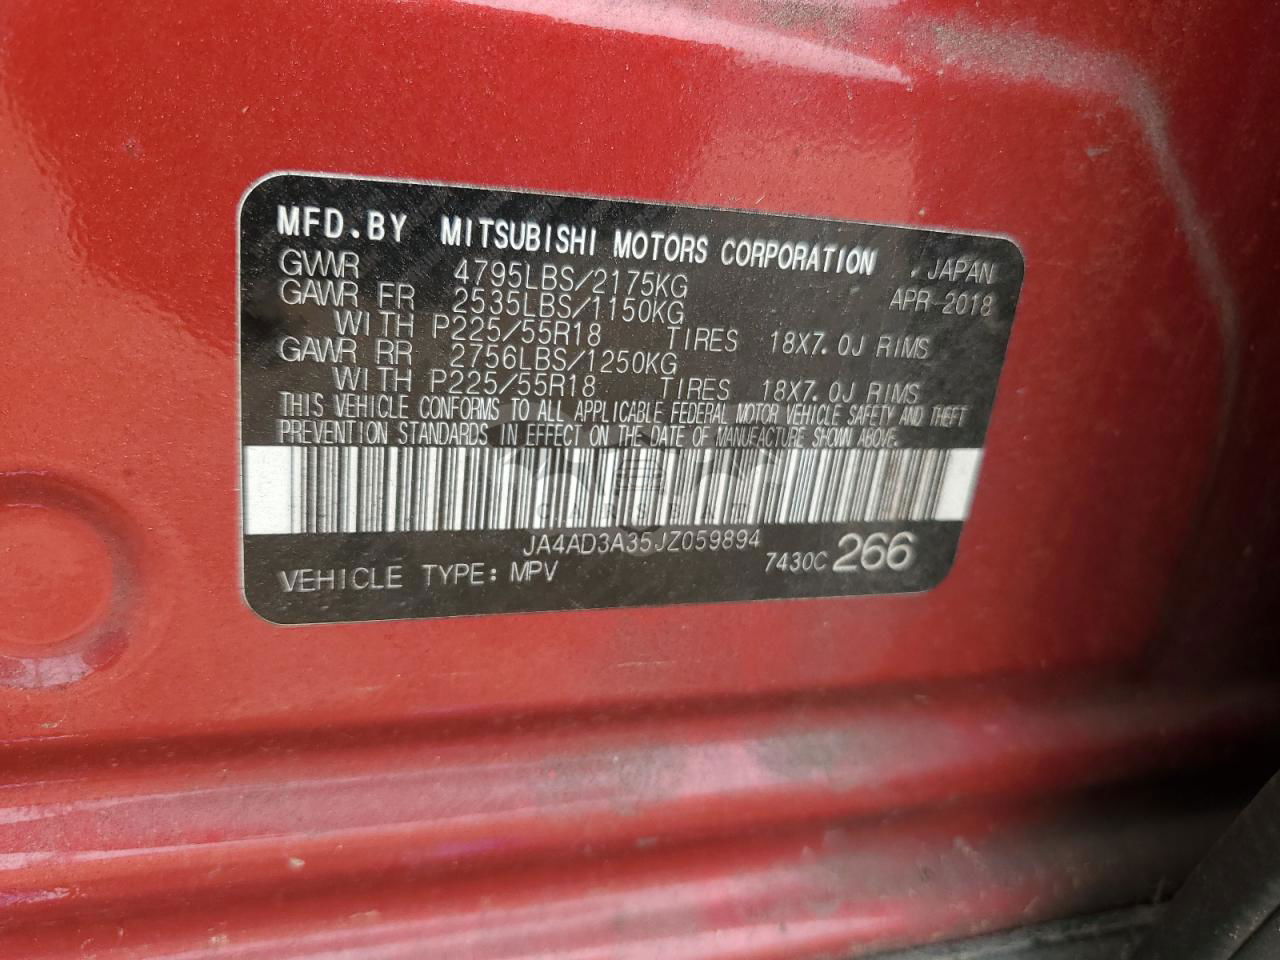 MFD.BY MITSUBISHI MOTORS CORPORATION , JAPAN
GVWR 4795LBS/2175KG APR-2018
GAWR FR 2535LBS/1150KG
WITH P225/55R18 TIRES 18X7.0J RIMS
GAWR RR 2756LBS/1250KG
WITH P225/55R18 TIRES 18X7.0J RIMS
THIS VEHICLE CONFORMS TO ALL APPLICABLE FEDERAL MOTOR VEHICLE SAFETY AND THEFT
PREVENTION STANDARDS IN EFFECT ON THE DATE OF MANUFACTURE SHOWN ABOVE.
JA4AD3A35JZ059894
VEHICLE TYPE: MPV 7430C 266